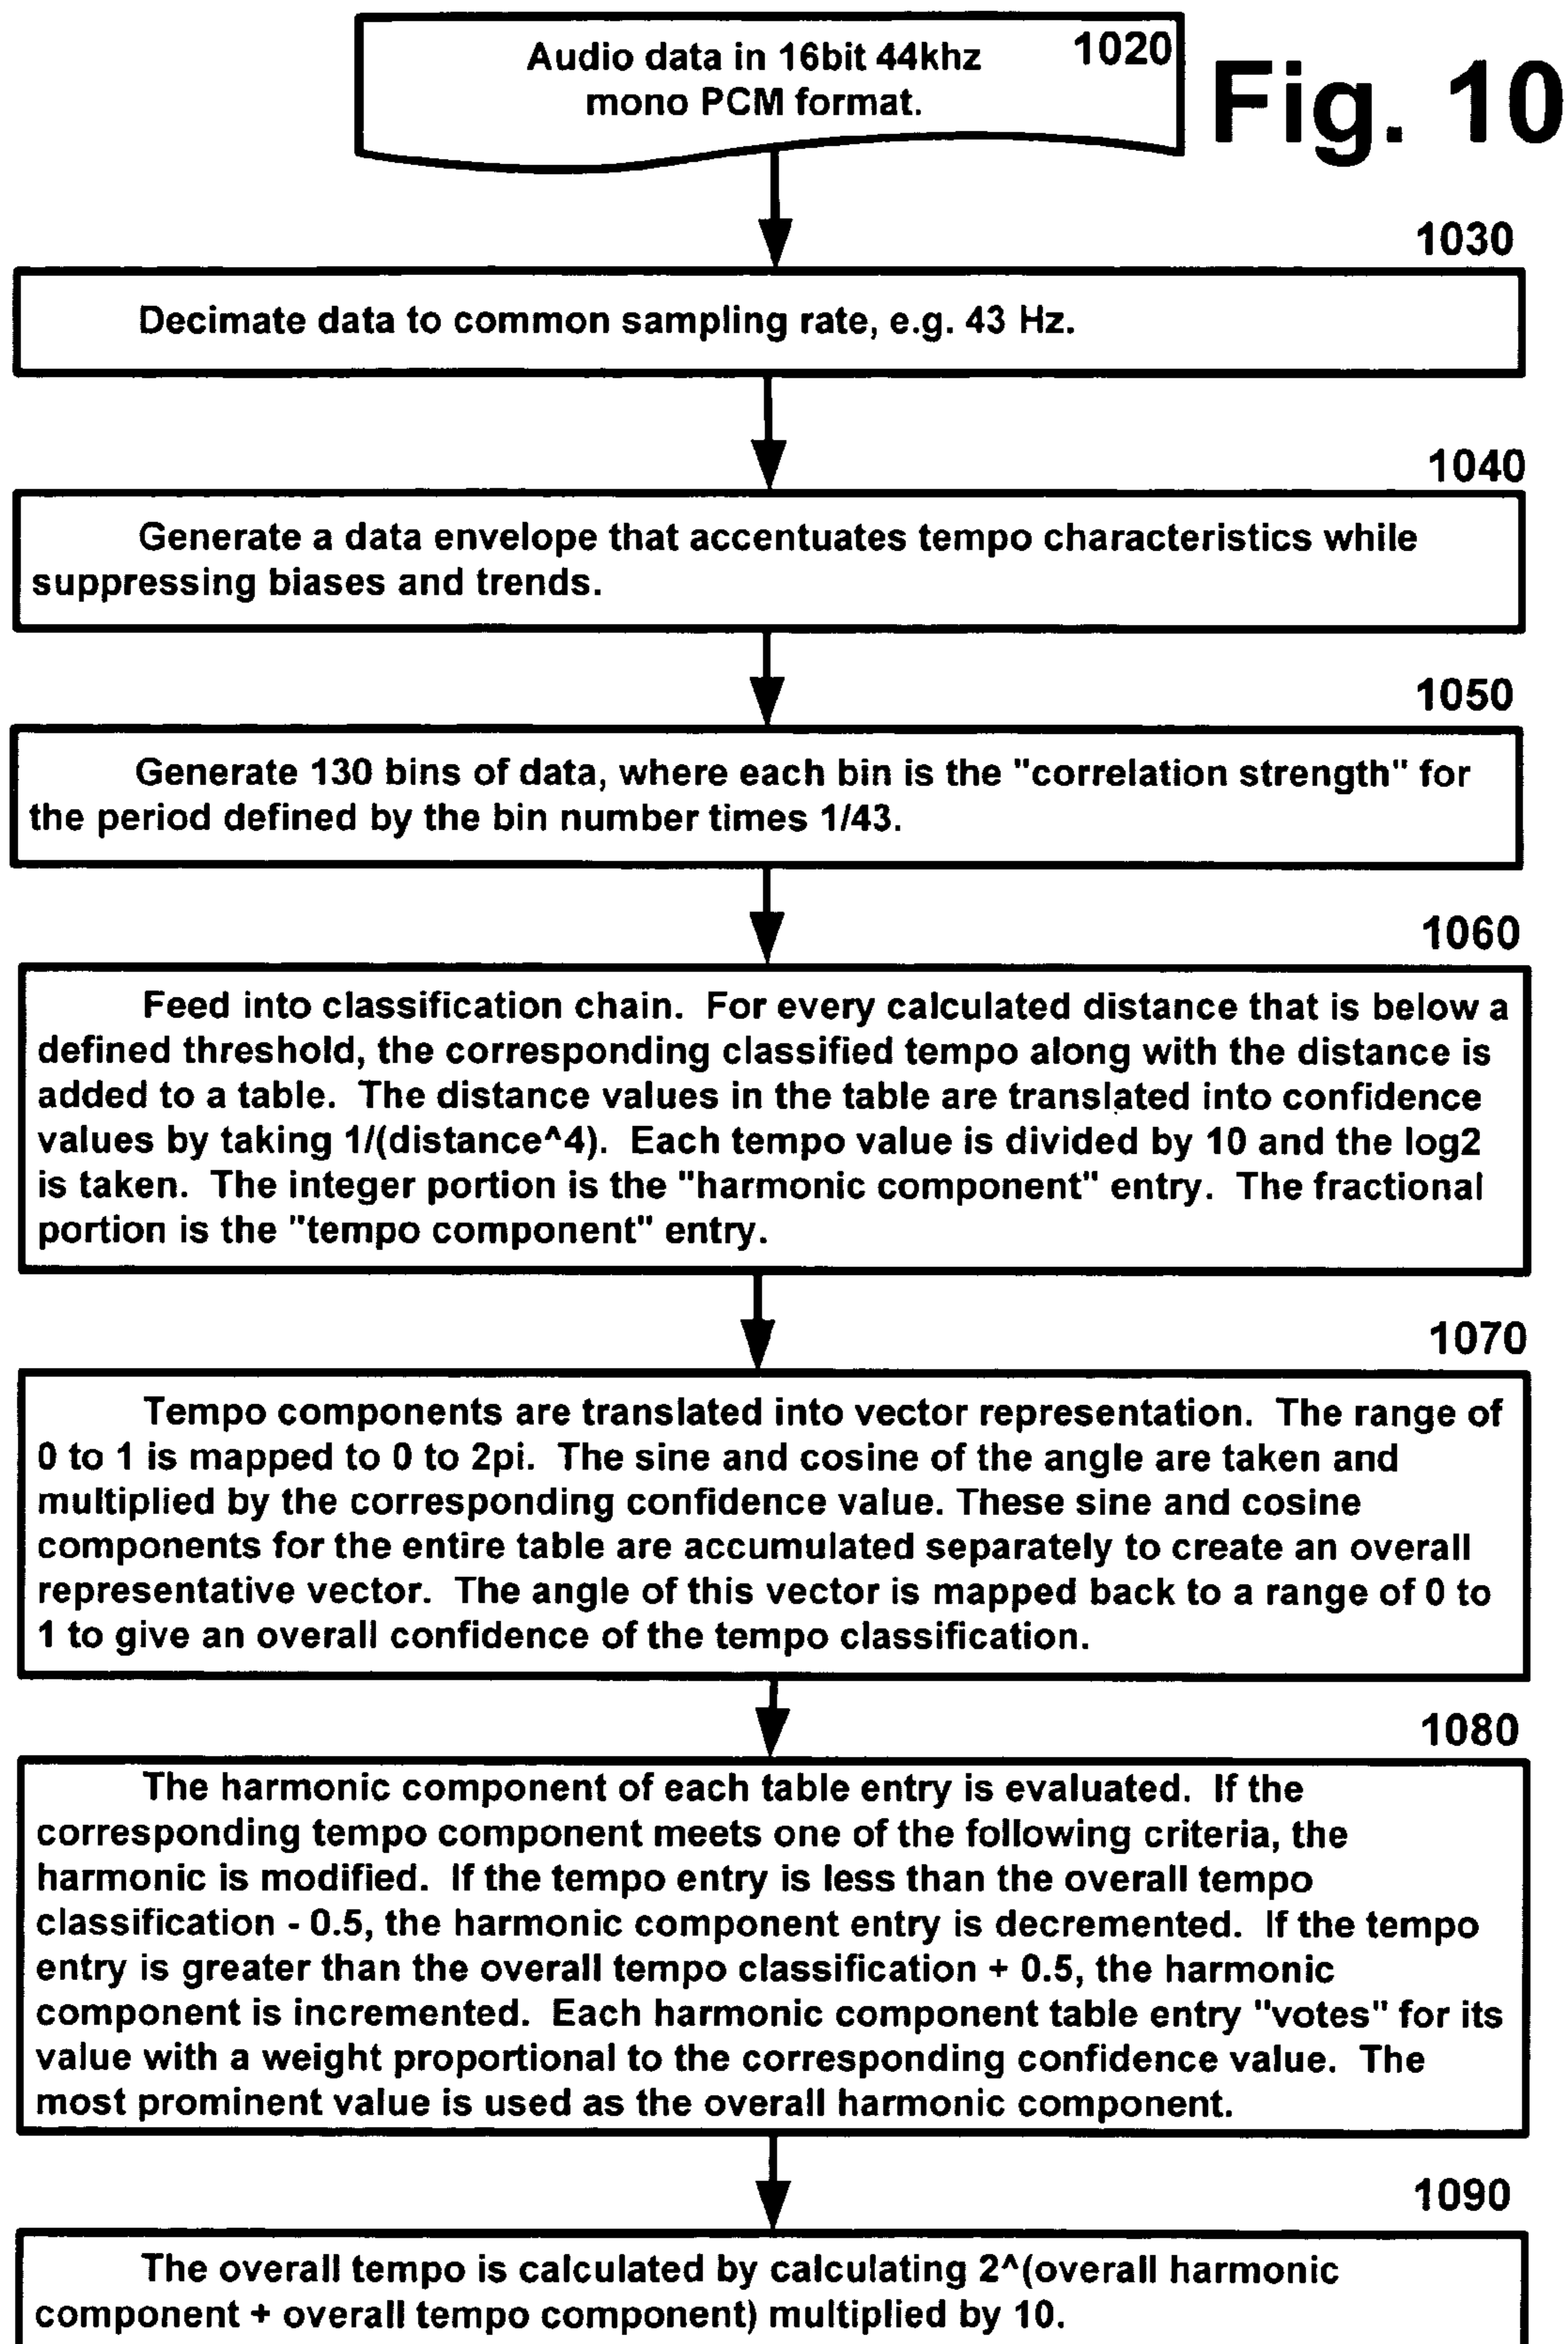 Audio data in 16bit 44khz 1020
mono PCM format.
Fig. 10
1030
Decimate data to common sampling rate, e.g. 43 Hz.
1040
Generate a data envelope that accentuates tempo characteristics while
suppressing biases and trends.
1050
Generate 130 bins of data, where each bin is the "correlation strength" for
the period defined by the bin number times 1/43.
1060
Feed into classification chain. For every calculated distance that is below a
defined threshold, the corresponding classified tempo along with the distance is
added to a table. The distance values in the table are translated into confidence
values by taking 1/(distance^4). Each tempo value is divided by 10 and the log2
is taken. The integer portion is the "harmonic component" entry. The fractional
portion is the "tempo component" entry.
1070
Tempo components are translated into vector representation. The range of
0 to 1 is mapped to 0 to 2pi. The sine and cosine of the angle are taken and
multiplied by the corresponding confidence value. These sine and cosine
components for the entire table are accumulated separately to create an overall
representative vector. The angle of this vector is mapped back to a range of 0 to
1 to give an overall confidence of the tempo classification.
1080
The harmonic component of each table entry is evaluated. If the
corresponding tempo component meets one of the following criteria, the
harmonic is modified. If the tempo entry is less than the overall tempo
classification - 0.5, the harmonic component entry is decremented. If the tempo
entry is greater than the overall tempo classification + 0.5, the harmonic
component is incremented. Each harmonic component table entry "votes" for its
value with a weight proportional to the corresponding confidence value. The
most prominent value is used as the overall harmonic component.
1090
The overall tempo is calculated by calculating 2^(overall harmonic
component + overall tempo component) multiplied by 10.